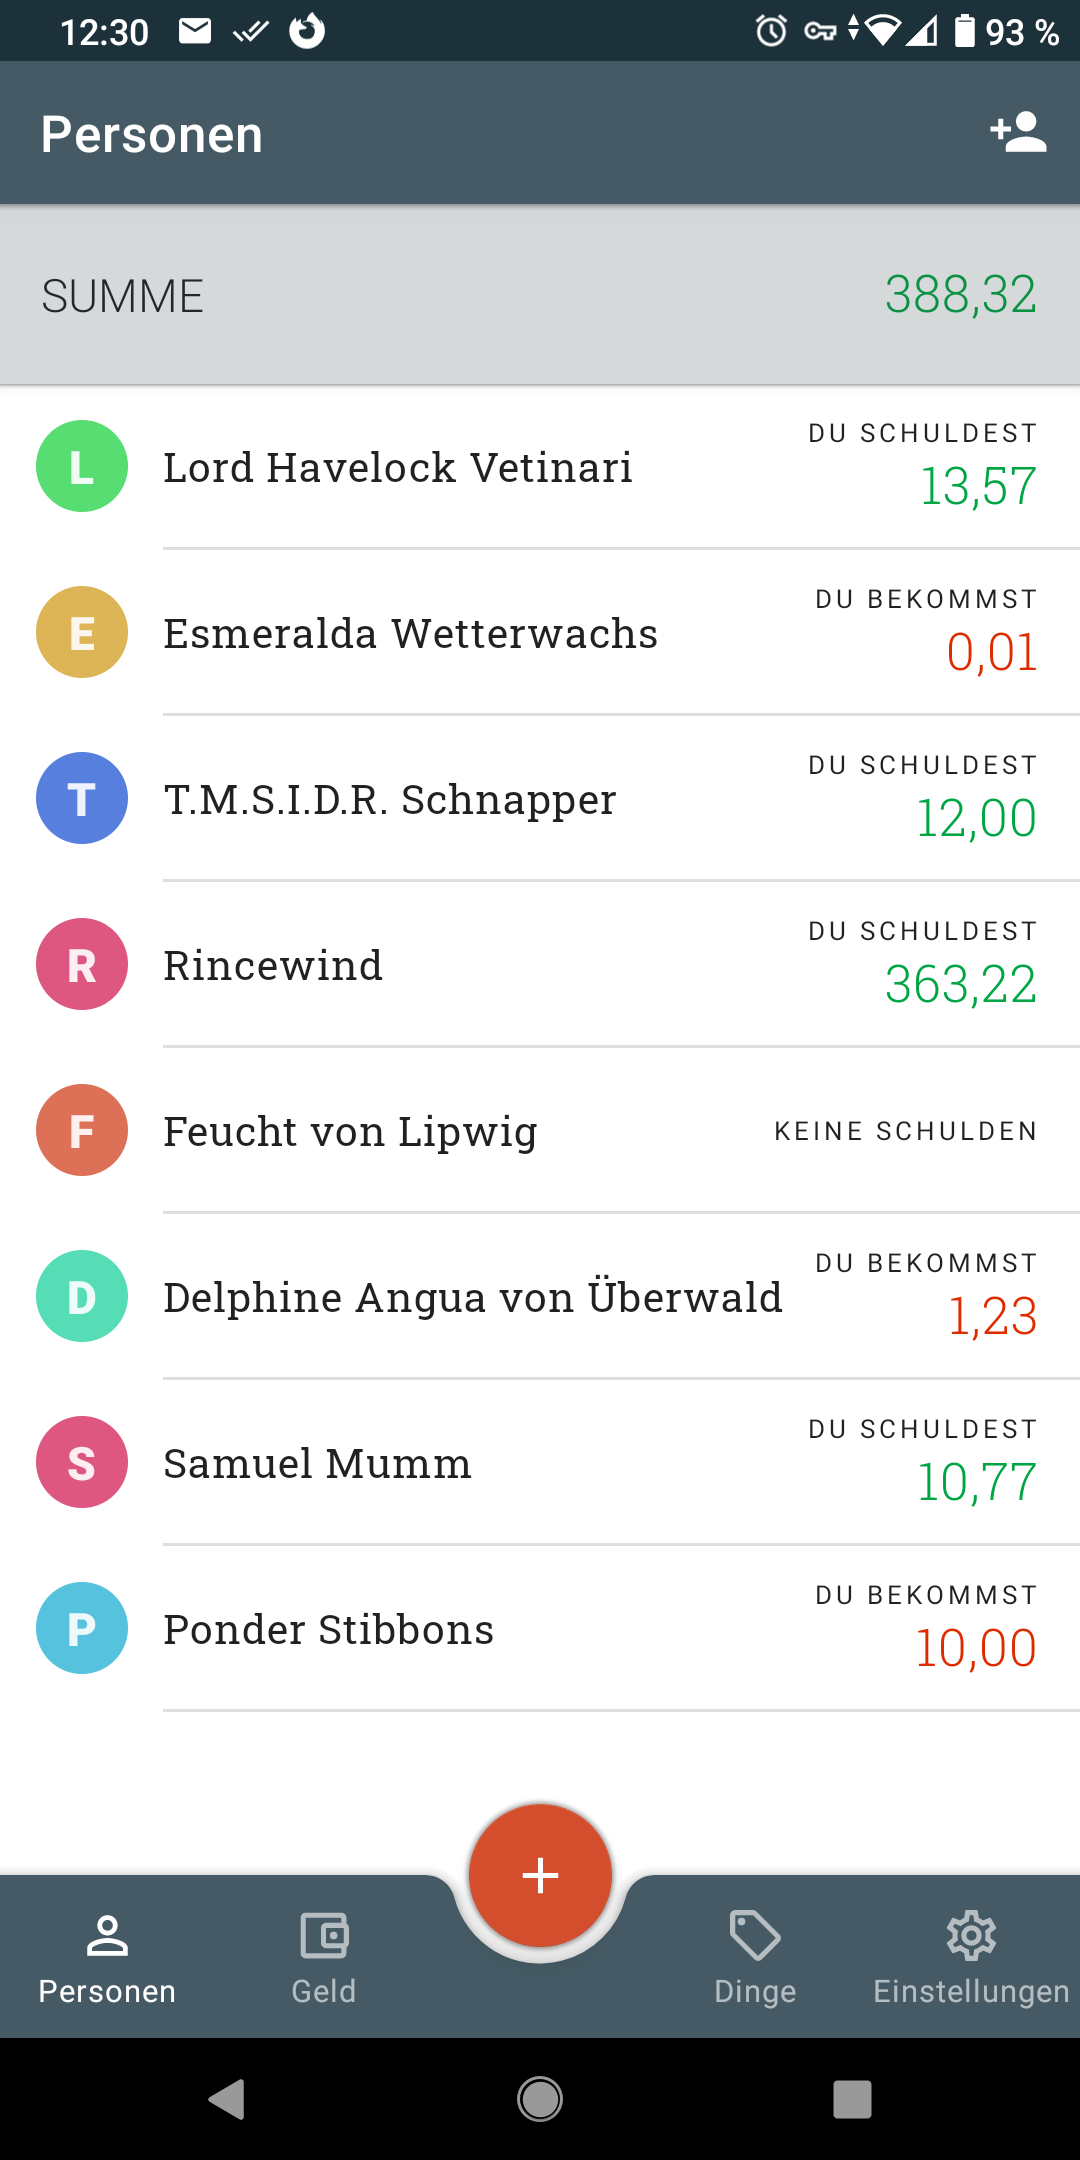 12:30
93 %
Personen
SUMME
388,32
L
Lord Havelock Vetinari
DU SCHULDEST
13,57
E
Esmeralda Wetterwachs
DU BEKOMMST
0,01
T
T.M.S.I.D.R. Schnapper
DU SCHULDEST
12,00
R
Rincewind
DU SCHULDEST
363,22
F
Feucht von Lipwig
KEINE SCHULDEN
D
Delphine Angua von Überwald
DU BEKOMMST
1,23
S
Samuel Mumm
DU SCHULDEST
10,77
P
Ponder Stibbons
DU BEKOMMST
10,00
+
Personen
Geld
Dinge
Einstellungen